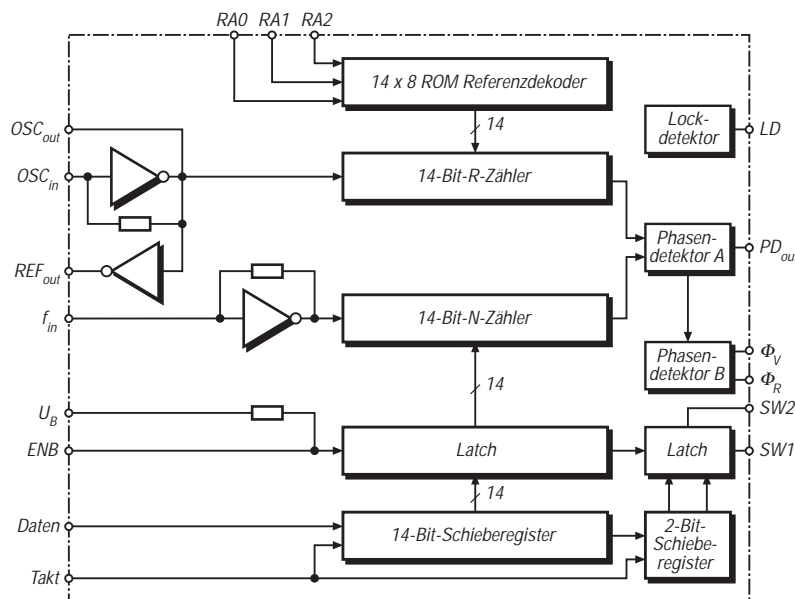 RA0 RA1 RA2
14 x 8 ROM Referenzdekoder
14
Lock-
detektor
LD
OSCout
OSCin
14-Bit-R-Zähler
Phasen-
detektor A
PDou
REFout
fin
14-Bit-N-Zähler
Phasen-
detektor B
ΦV
ΦR
14
UB
SW2
ENB
Latch
Latch
SW1
14
Daten
14-Bit-Schieberegister
2-Bit-
Schiebe-
register
Takt